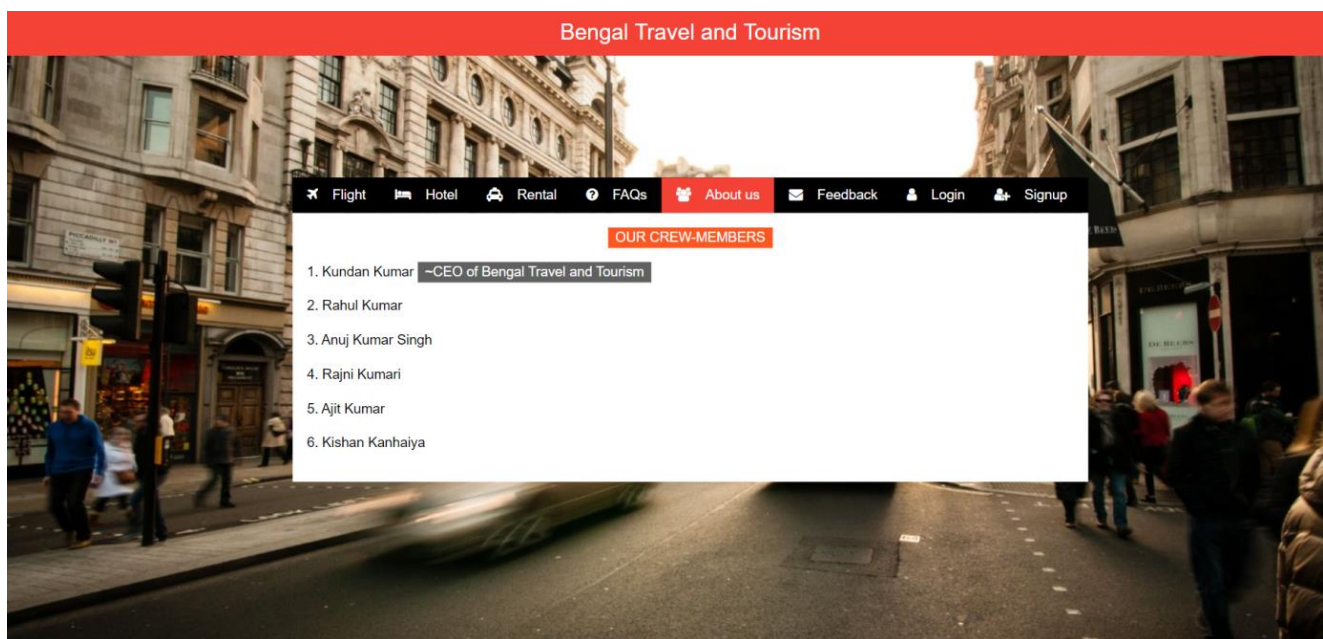 Bengal Travel and Tourism
Flight Hotel Rental FAQs About us Feedback Login Signup
OUR CREW-MEMBERS
1. Kundan Kumar ~CEO of Bengal Travel and Tourism
2. Rahul Kumar
3. Anuj Kumar Singh
4. Rajni Kumari
5. Ajit Kumar
6. Kishan Kanhaiya
DE BEERS